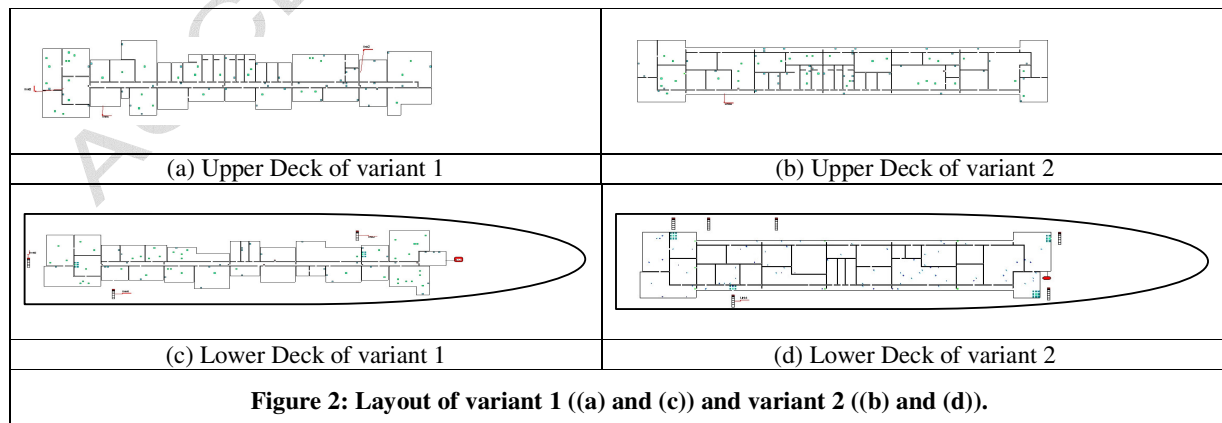 (a) Upper Deck of variant 1
(b) Upper Deck of variant 2
(c) Lower Deck of variant 1
(d) Lower Deck of variant 2
Figure 2: Layout of variant 1 ((a) and (c)) and variant 2 ((b) and (d)).